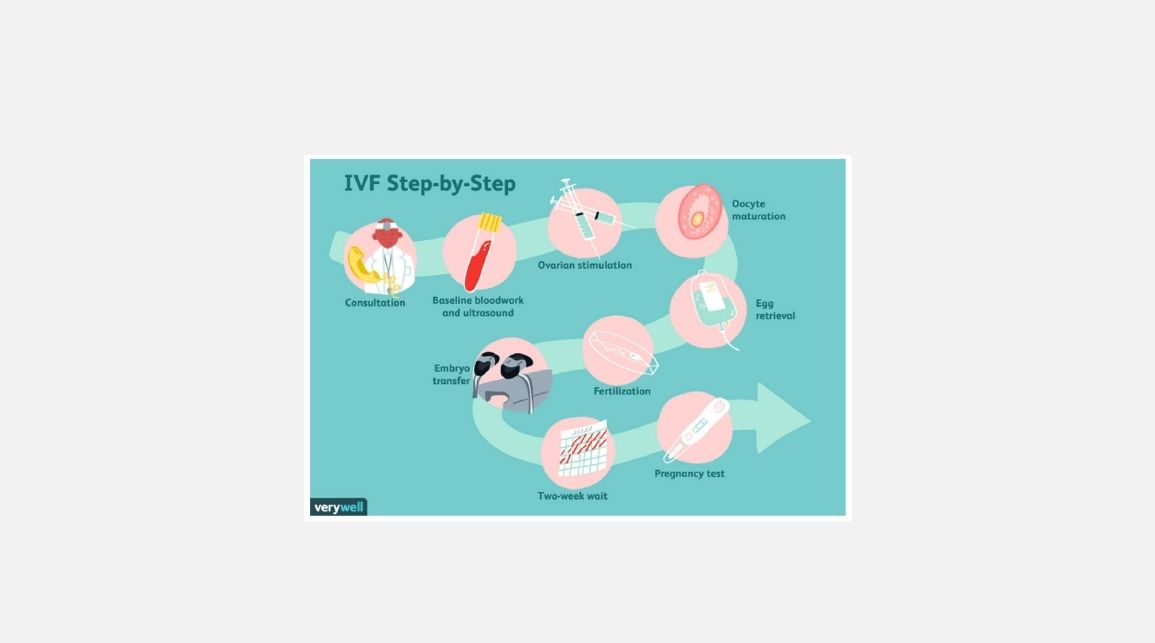 IVF Step-by-Step
Consultation
Baseline bloodwork
and ultrasound
Ovarian stimulation
Oocyte
maturation
Egg
retrieval
Fertilization
Embryo
transfer
Two-week wait
Pregnancy test
verywell